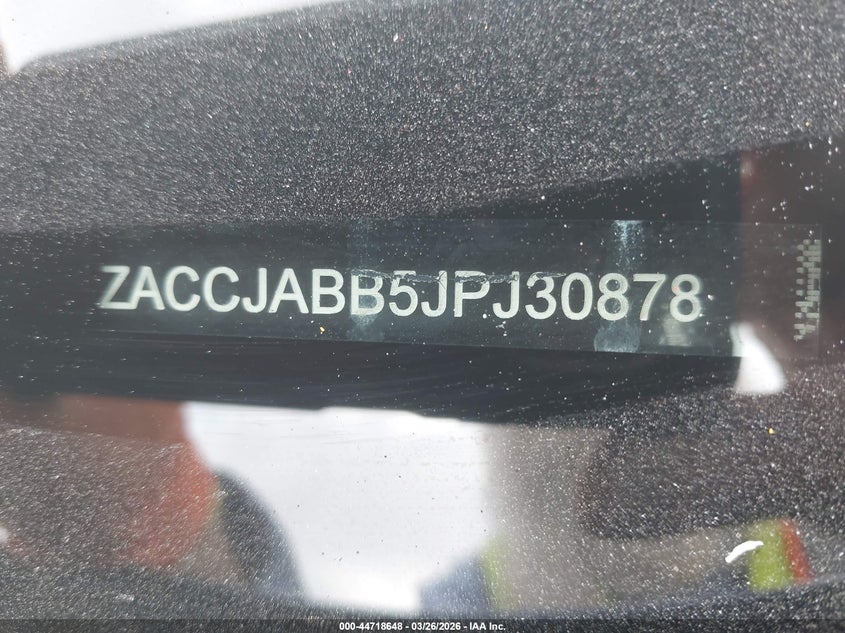 ZACCJABB5JPJ30878
000-44718648 - 03/26/2026 - IAA Inc.